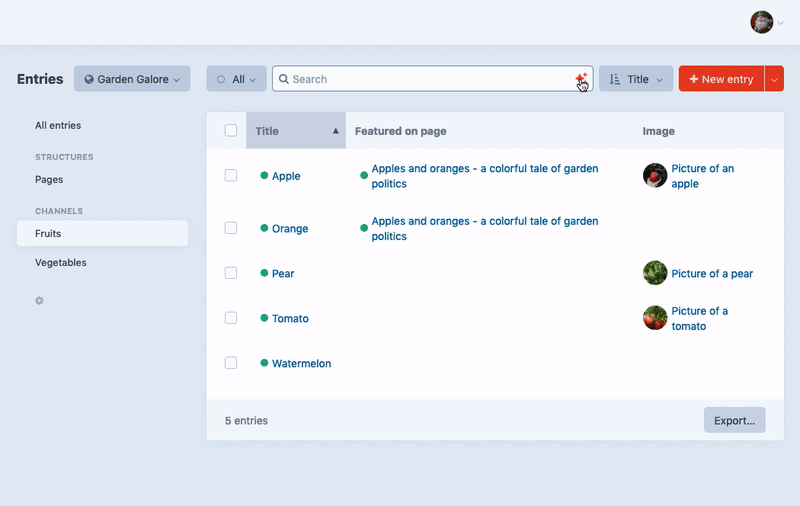 Entries
Garden Galore
All
Search
Title
New entry
All entries
STRUCTURES
Pages
CHANNELS
Fruits
Vegetables
Title
Featured on page
Image
Apple
Apples and oranges - a colorful tale of garden
politics
Picture of an
apple
Orange
Apples and oranges - a colorful tale of garden
politics
Pear
Picture of a pear
Tomato
Picture of a
tomato
Watermelon
5 entries
Export...